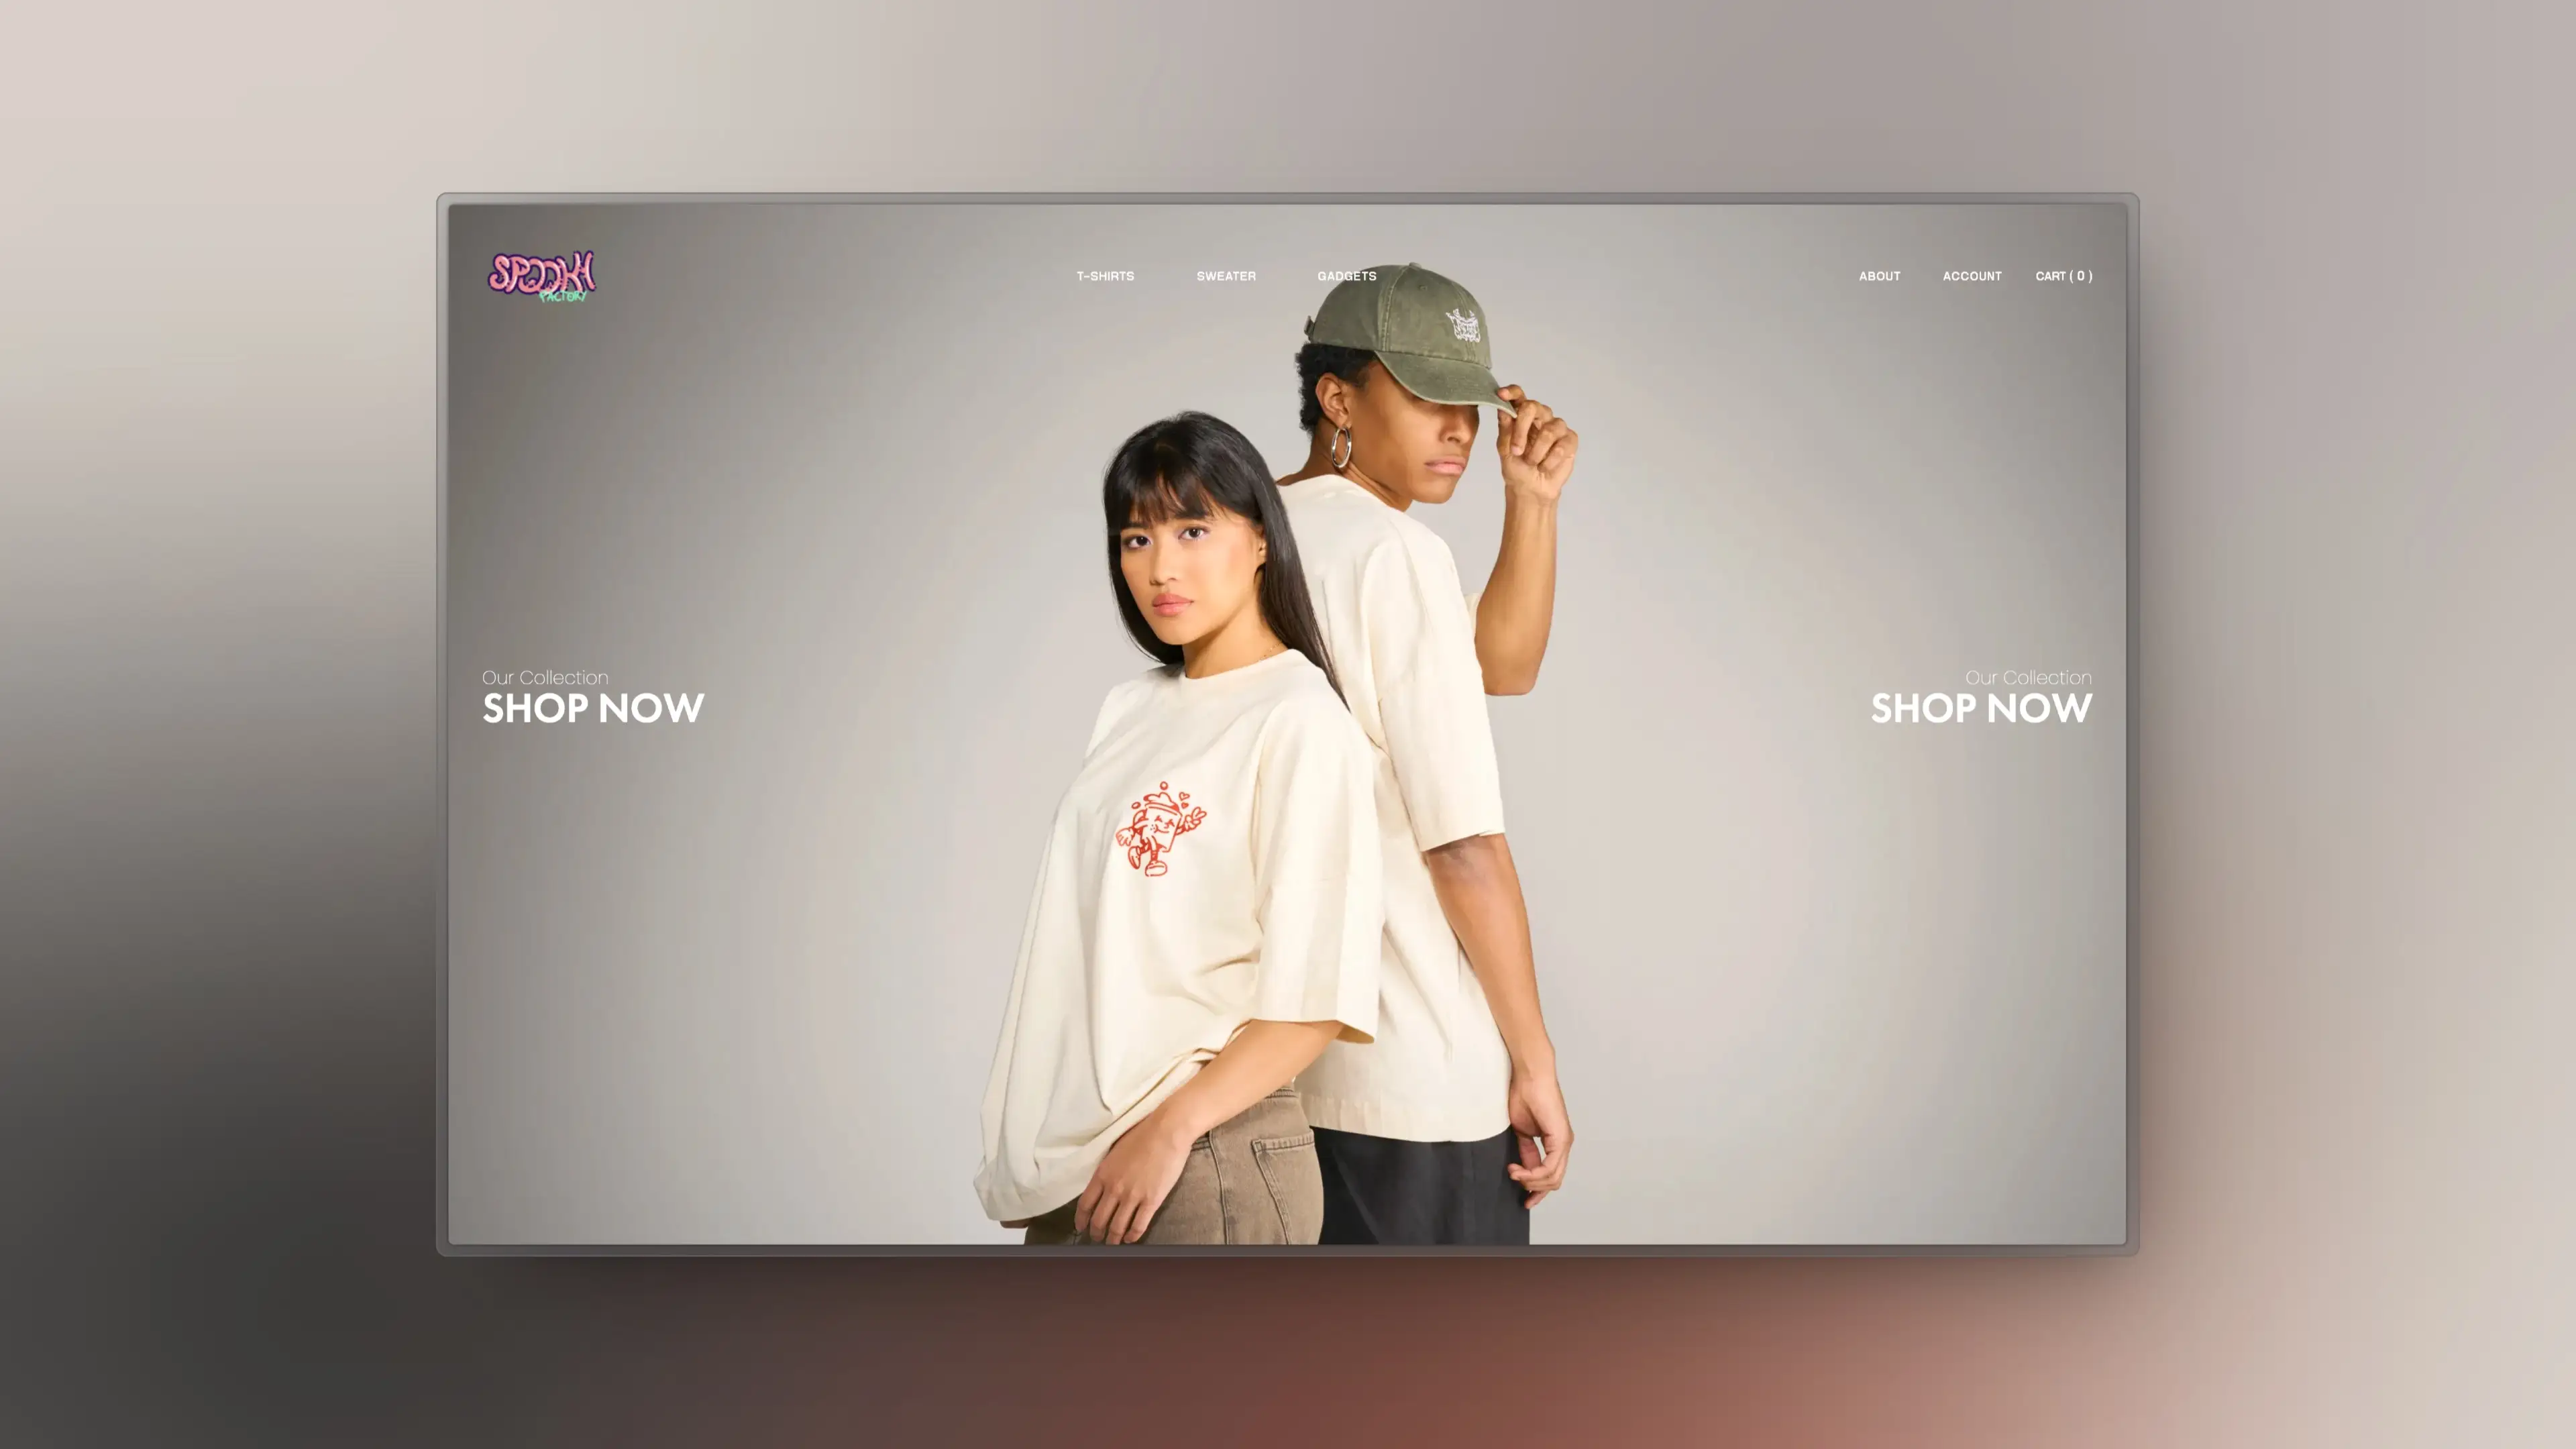 SPOOKY
FACTORY
T-SHIRTS
SWEATER
GADGETS
ABOUT
ACCOUNT
CART ( 0 )
Our Collection
SHOP NOW
Our Collection
SHOP NOW